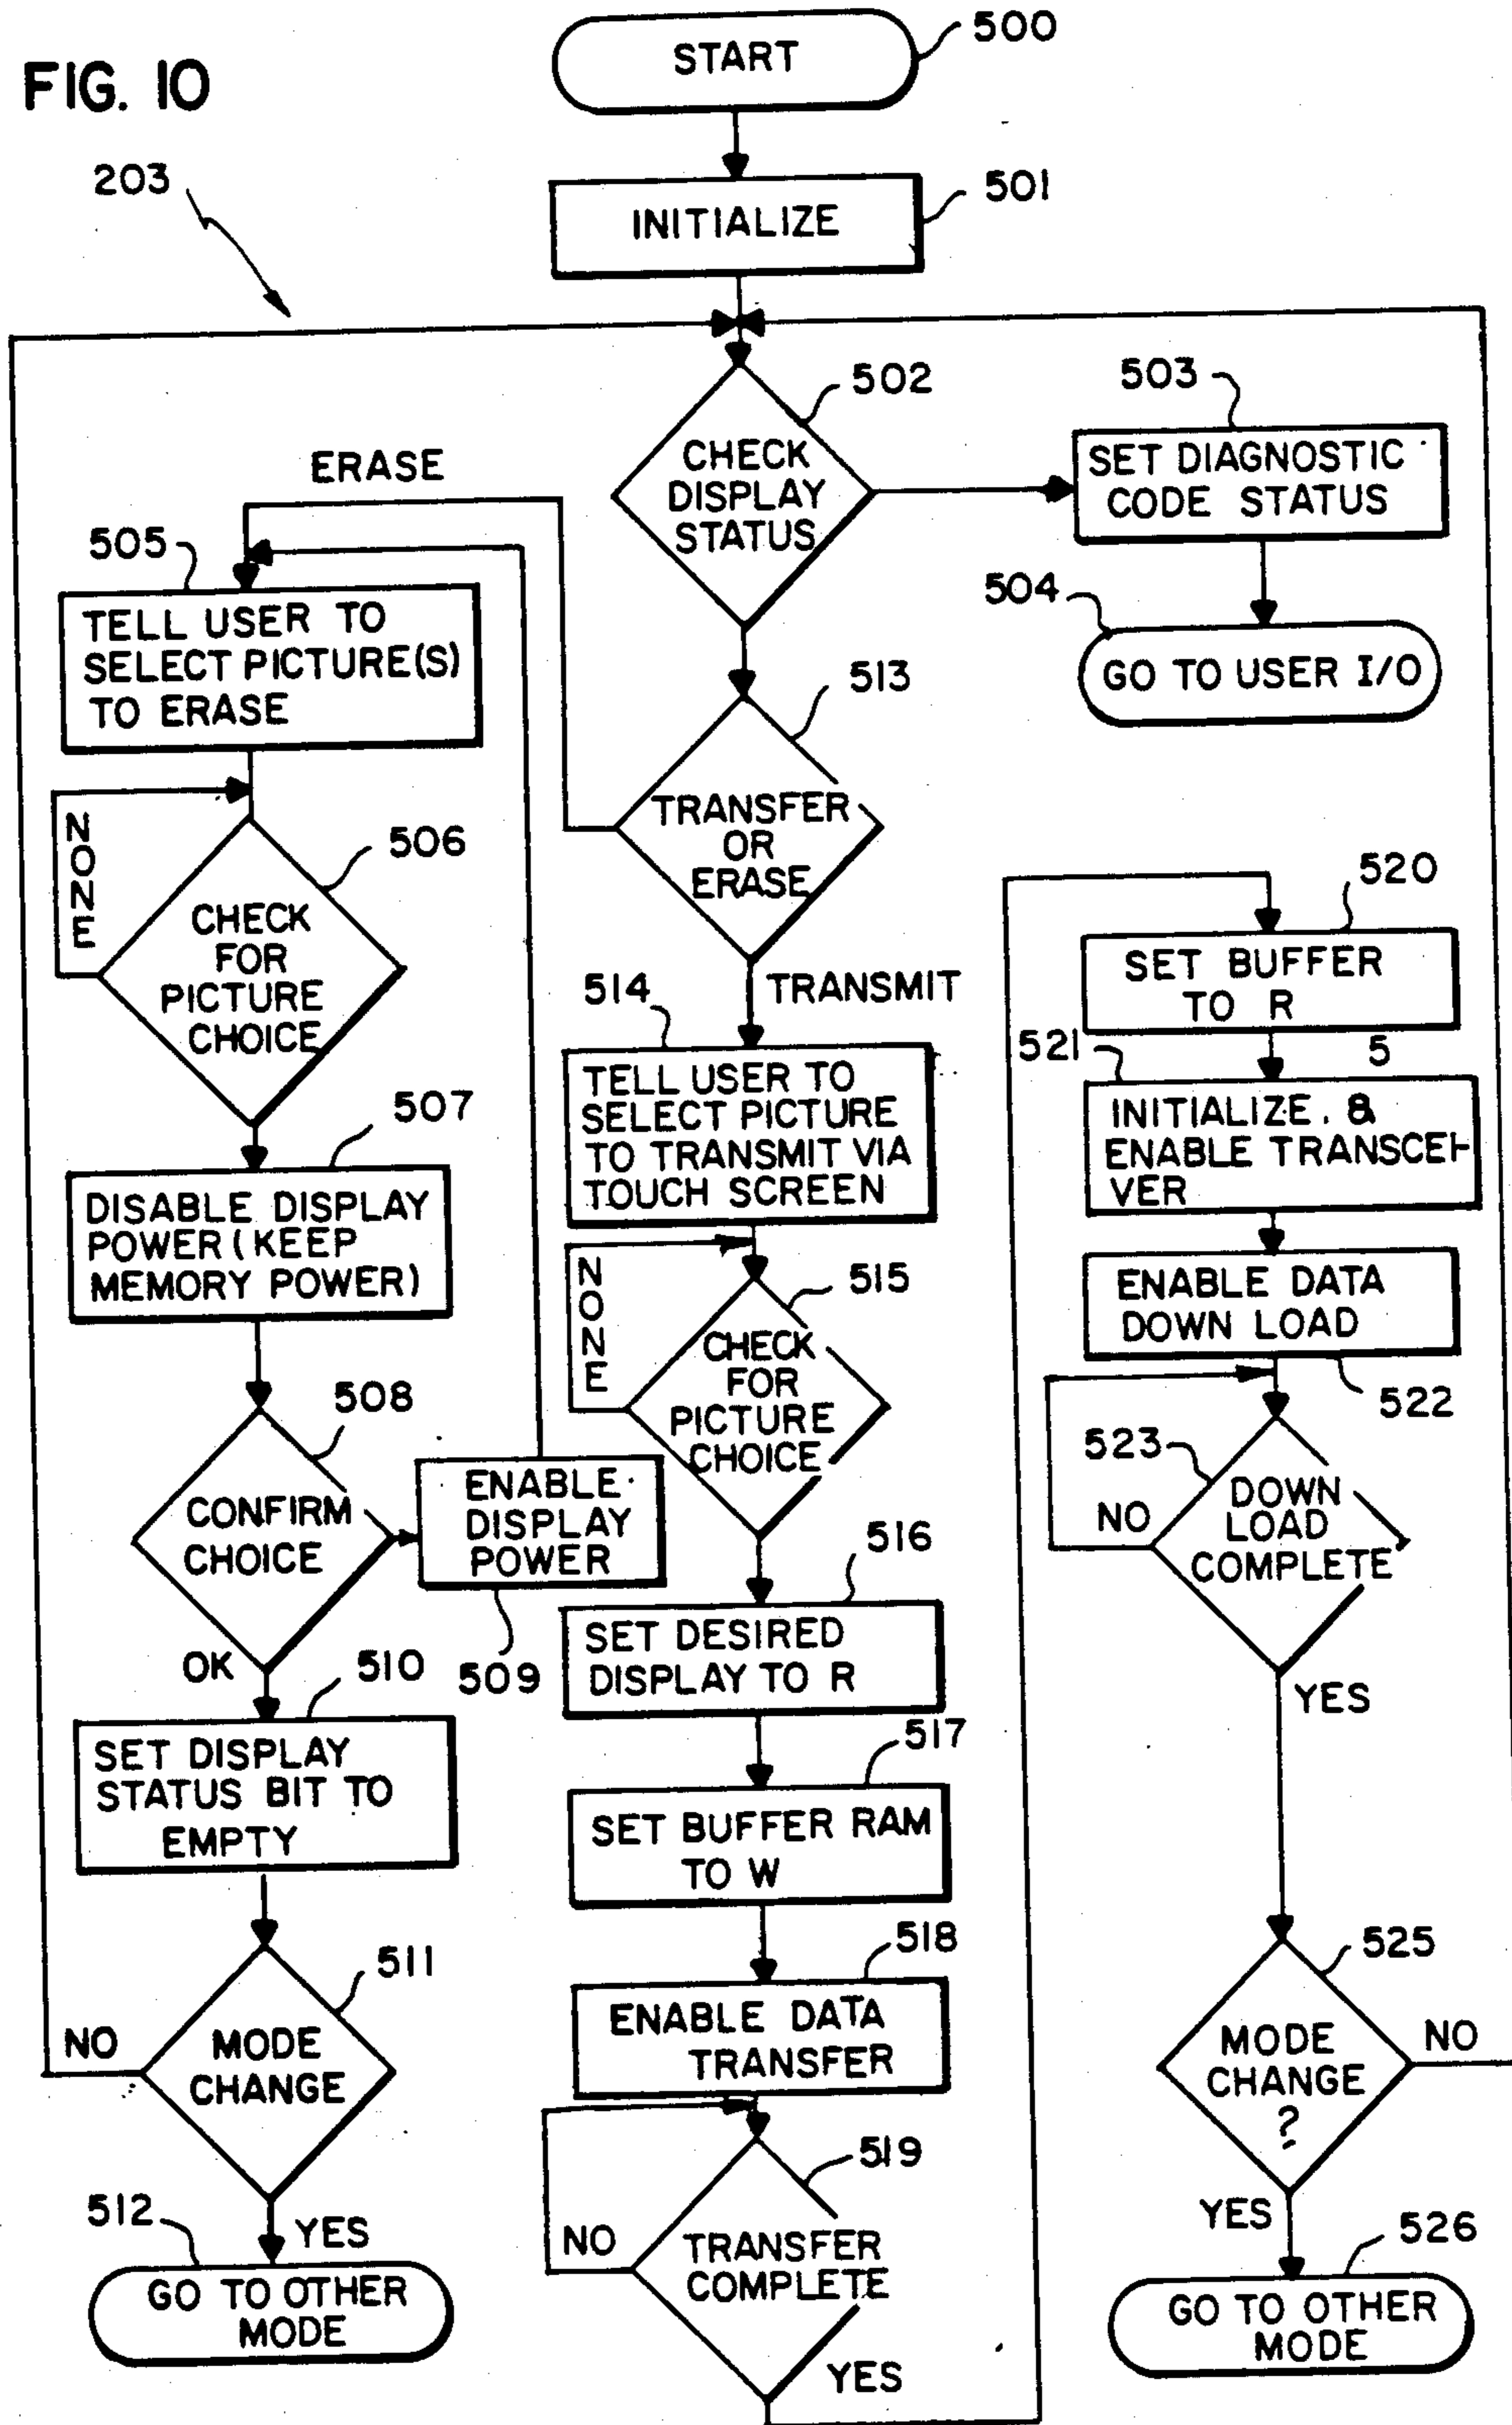 FIG. 10
START
500
203
INITIALIZE
501
502
CHECK
DISPLAY
STATUS
503
SET DIAGNOSTIC
CODE STATUS
504
GO TO USER I/O
ERASE
505
TELL USER TO
SELECT PICTURE(S)
TO ERASE
NONE
506
CHECK
FOR
PICTURE
CHOICE
507
DISABLE DISPLAY
POWER (KEEP
MEMORY POWER)
508
CONFIRM
CHOICE
ENABLE
DISPLAY
POWER
509
OK
510
SET DISPLAY
STATUS BIT TO
EMPTY
511
MODE
CHANGE
NO
YES
512
GO TO OTHER
MODE
513
TRANSFER
OR
ERASE
TRANSMIT
514
TELL USER TO
SELECT PICTURE
TO TRANSMIT VIA
TOUCH SCREEN
NONE
515
CHECK
FOR
PICTURE
CHOICE
516
SET DESIRED
DISPLAY TO R
517
SET BUFFER RAM
TO W
518
ENABLE DATA
TRANSFER
519
NO
TRANSFER
COMPLETE
YES
520
SET BUFFER
TO R
521
5
INITIALIZE. &
ENABLE TRANSCEI-
VER
ENABLE DATA
DOWN LOAD
522
523
NO
DOWN
LOAD
COMPLETE
YES
525
MODE
CHANGE
?
NO
YES
526
GO TO OTHER
MODE